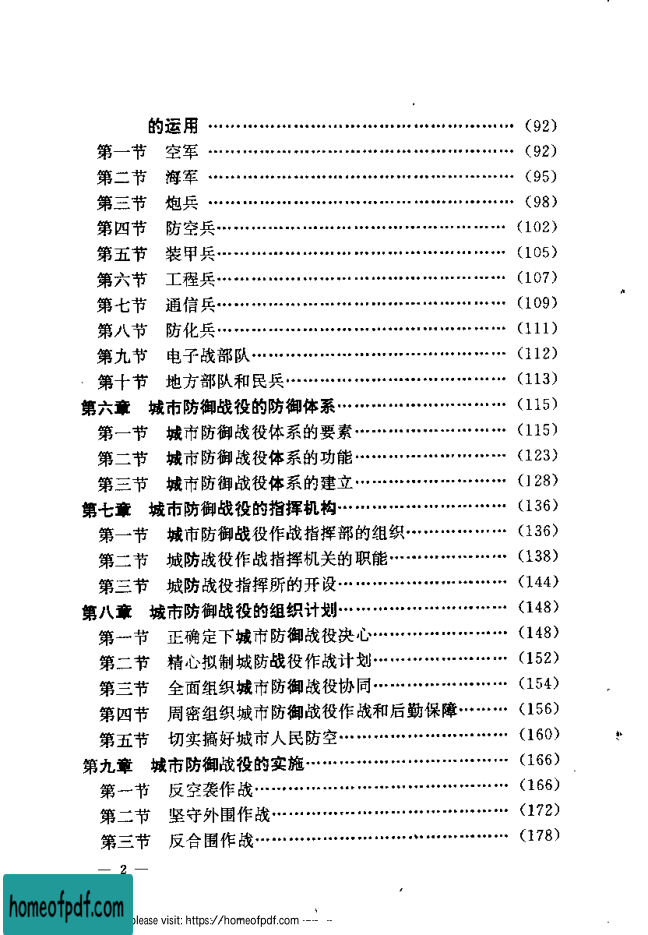 的运用 …………………………………………… (92)
第一节 空军 …………………………………………… (92)
第二节 海军 …………………………………………… (95)
第三节 炮兵 …………………………………………… (98)
第四节 防空兵…………………………………………… (102)
第五节 装甲兵…………………………………………… (105)
第六节 工程兵…………………………………………… (107)
第七节 通信兵…………………………………………… (109)
第八节 防化兵…………………………………………… (111)
第九节 电子战部队……………………………………… (112)
第十节 地方部队和民兵………………………………… (113)
第六章 城市防御战役的防御体系………………………… (115)
第一节 城市防御战役体系的要素……………………… (115)
第二节 城市防御战役体系的功能……………………… (123)
第三节 城市防御战役体系的建立……………………… (128)
第七章 城市防御战役的指挥机构………………………… (136)
第一节 城市防御战役作战指挥部的组织……………… (136)
第二节 城防战役作战指挥机关的职能………………… (138)
第三节 城防战役指挥所的开设………………………… (144)
第八章 城市防御战役的组织计划………………………… (148)
第一节 正确定下城市防御战役决心…………………… (148)
第二节 精心拟制城防战役作战计划…………………… (152)
第三节 全面组织城市防御战役协同…………………… (154)
第四节 周密组织城市防御战役作战和后勤保障……… (156)
第五节 切实搞好城市人民防空………………………… (160)
第九章 城市防御战役的实施……………………………… (166)
第一节 反空袭作战……………………………………… (166)
第二节 坚守外围作战…………………………………… (172)
第三节 反合围作战……………………………………… (178)
— 2 —
homeofpdf.com
please visit: https://homeofpdf.com